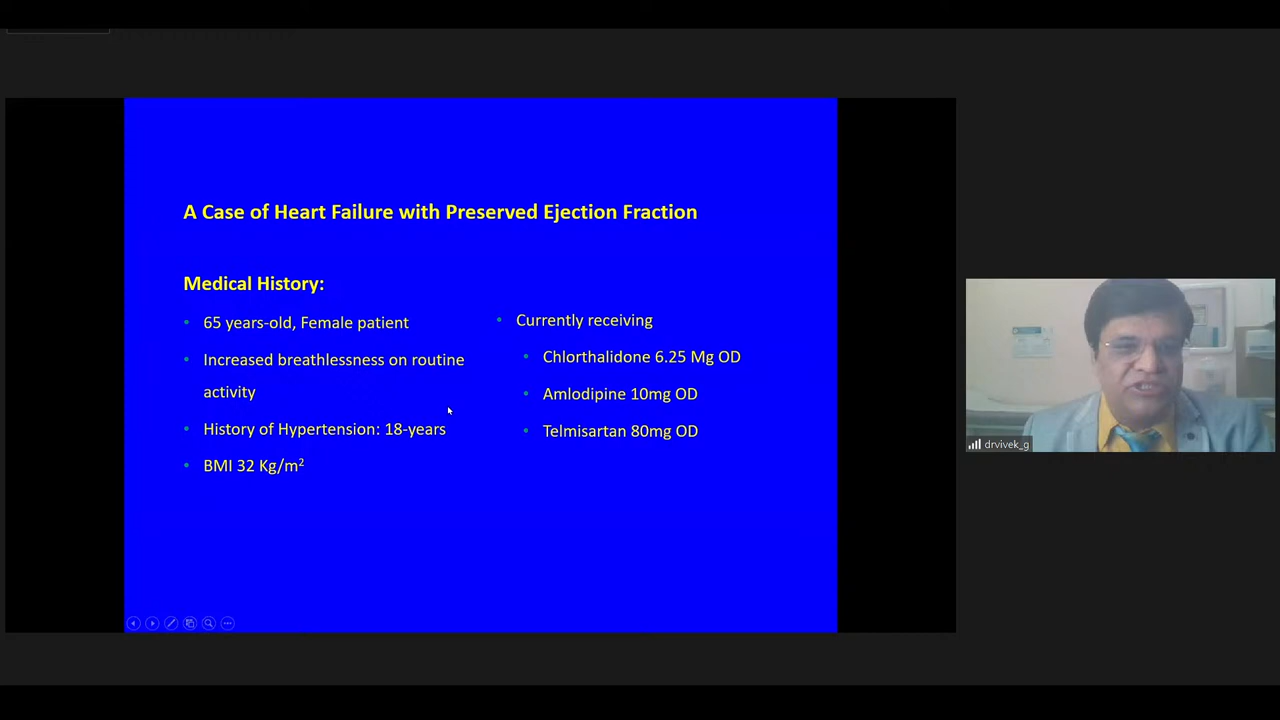 A Case of Heart Failure with Preserved Ejection Fraction
Medical History:
• 65 years-old, Female patient
• Increased breathlessness on routine
activity
• History of Hypertension: 18-years
• BMI 32 Kg/m²
• Currently receiving
• Chlorthalidone 6.25 Mg OD
• Amlodipine 10mg OD
• Telmisartan 80mg OD
drvivek_g